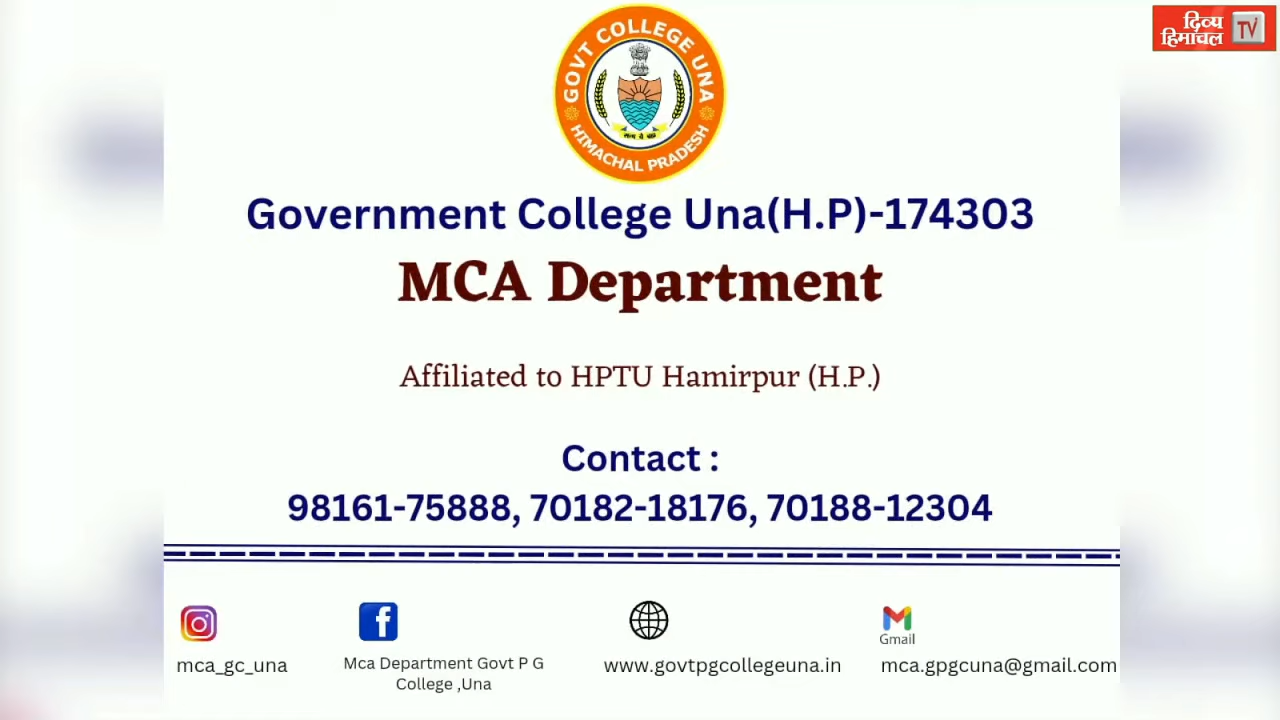 दिव्य
हिमाचल TV
GOVT COLLEGE UNA
HIMACHAL PRADESH
Government College Una(H.P)-174303
MCA Department
Affiliated to HPTU Hamirpur (H.P.)
Contact :
98161-75888, 70182-18176, 70188-12304
Gmail
mca_gc_una
Mca Department Govt P G
College ,Una
www.govtpgcollegeuna.in
mca.gpgcuna@gmail.com